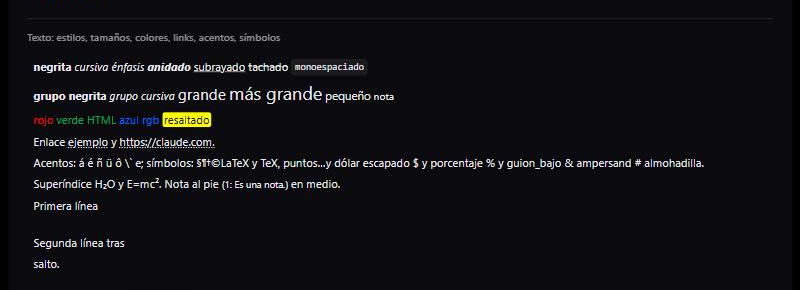 Texto: estilos, tamaños, colores, links, acentos, símbolos
negrita cursiva énfasis anidado subrayado tachado monoespaciado
grupo negrita grupo cursiva grande más grande pequeño nota
rojo verde HTML azul rgb resaltado
Enlace ejemplo y https://claude.com.
Acentos: á é ñ ü ô \` e; símbolos: §¶†©LaTeX y TeX, puntos…y dólar escapado $ y porcentaje % y guion_bajo & ampersand # almohadilla.
Superíndice H₂O y E=mc². Nota al pie (1: Es una nota.) en medio.
Primera línea
Segunda línea tras
salto.